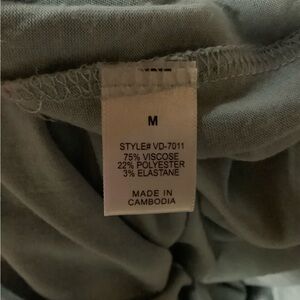 M
STYLE# VD-7011
75% VISCOSE
22% POLYESTER
3% ELASTANE
MADE IN
CAMBODIA